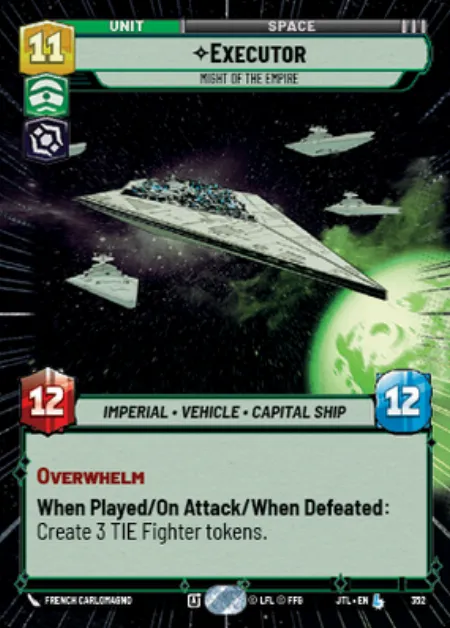 UNIT
SPACE
11
EXECUTOR
MIGHT OF THE EMPIRE
12
IMPERIAL • VEHICLE • CAPITAL SHIP
12
OVERWHELM
When Played/On Attack/When Defeated:
Create 3 TIE Fighter tokens.
FRENCH CARLOMAGNO
A
© LFL © FFG
JTL • EN
L
352